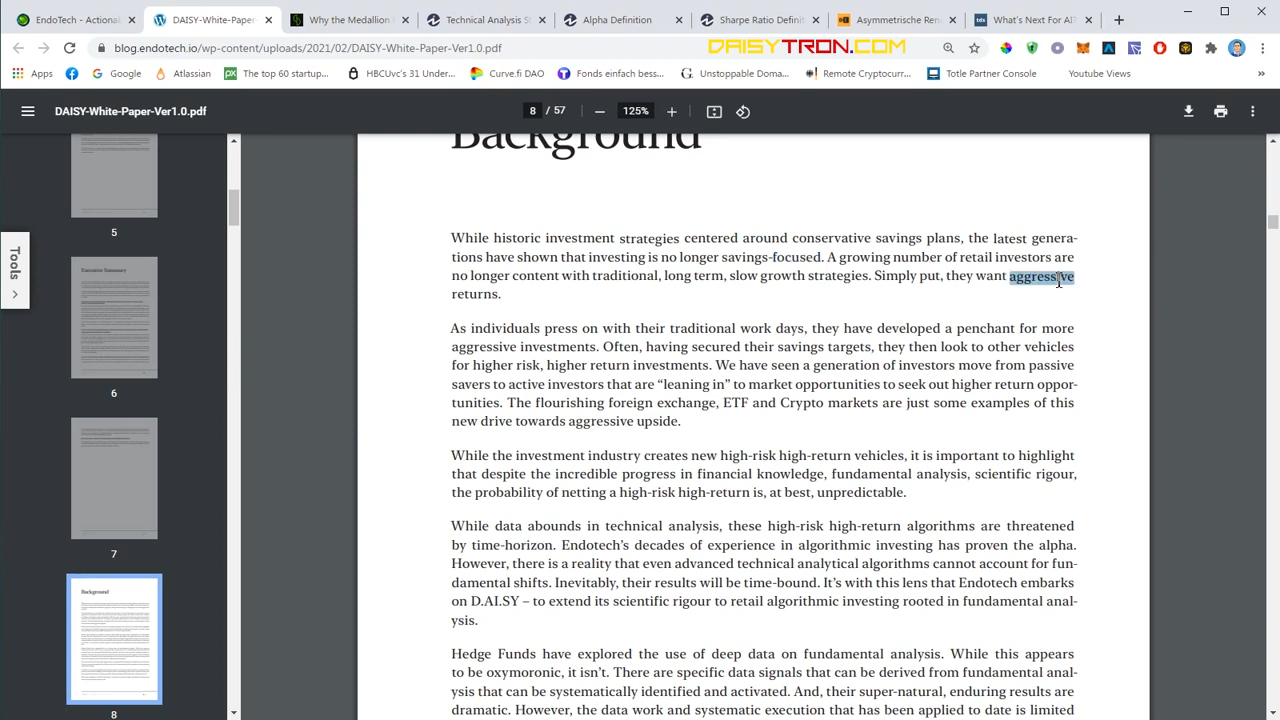 EndoTech - Actional
DAISY-White-Paper-
Why the Medallion
Technical Analysis S
Alpha Definition
Sharpe Ratio Definit
Asymmetrische Ren
What's Next For AI?
blog.endotech.io/wp-content/uploads/2021/02/DAISY-White-Paper-Ver1.0.pdf
DAISYTRON.COM
Apps
Google
Atlassian
The top 60 startup...
HBCUvc's 31 Under...
Curve.fi DAO
Fonds einfach bess...
Unstoppable Doma...
Remote Cryptocurr...
Totle Partner Console
Youtube Views
»
DAISY-White-Paper-Ver1.0.pdf
8 / 57
125%
Tools
5
Executive Summary
6
7
Background
8
Background
While historic investment strategies centered around conservative savings plans, the latest genera-
tions have shown that investing is no longer savings-focused. A growing number of retail investors are
no longer content with traditional, long term, slow growth strategies. Simply put, they want aggressive
returns.
As individuals press on with their traditional work days, they have developed a penchant for more
aggressive investments. Often, having secured their savings targets, they then look to other vehicles
for higher risk, higher return investments. We have seen a generation of investors move from passive
savers to active investors that are “leaning in” to market opportunities to seek out higher return oppor-
tunities. The flourishing foreign exchange, ETF and Crypto markets are just some examples of this
new drive towards aggressive upside.
While the investment industry creates new high-risk high-return vehicles, it is important to highlight
that despite the incredible progress in financial knowledge, fundamental analysis, scientific rigour,
the probability of netting a high-risk high-return is, at best, unpredictable.
While data abounds in technical analysis, these high-risk high-return algorithms are threatened
by time-horizon. Endotech's decades of experience in algorithmic investing has proven the alpha.
However, there is a reality that even advanced technical analytical algorithms cannot account for fun-
damental shifts. Inevitably, their results will be time-bound. It's with this lens that Endotech embarks
on D.AI.SY – to extend its scientific rigour to retail algorithmic investing rooted in fundamental anal-
ysis.
Hedge Funds have explored the use of deep data on fundamental analysis. While this appears
to be oxymoronic, it isn't. There are specific data signals that can be derived from fundamental anal-
ysis that can be systematically identified and activated. And, their super-natural, enduring results are
dramatic. However, the data work and systematic execution that has been applied to date is limited